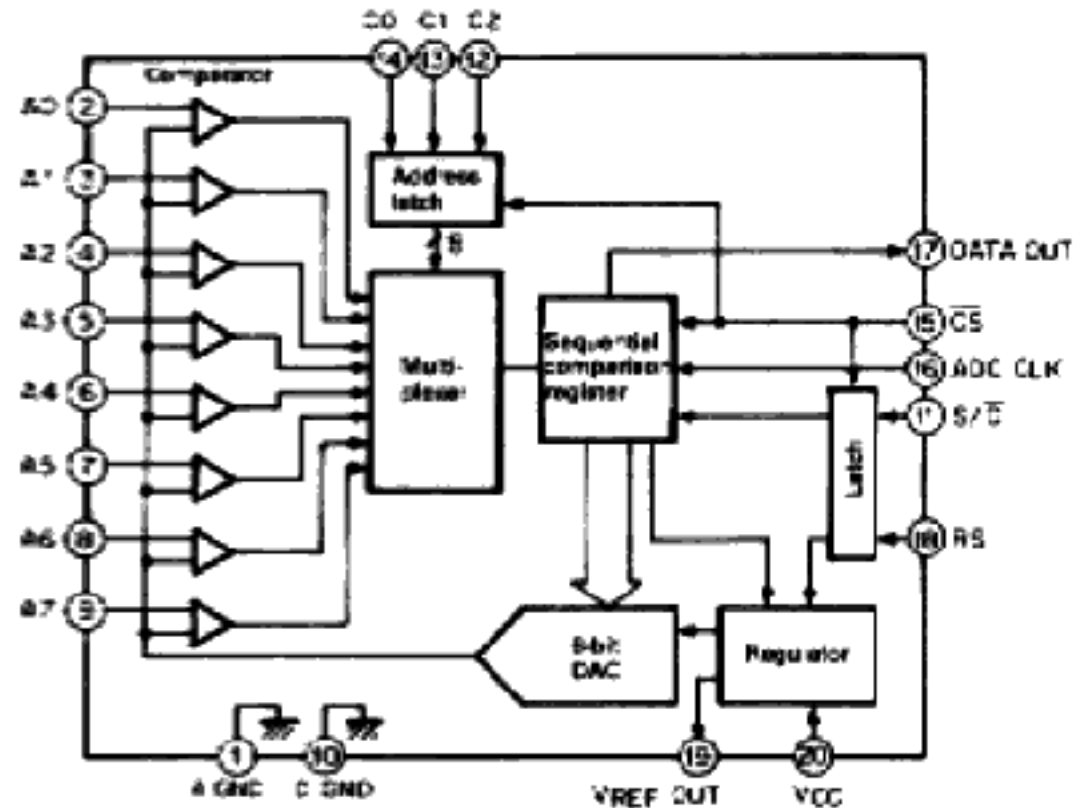 C0 C1 C2
14 13 12
Comparator
A0 2
A1 3
A2 4
A3 5
A4 6
A5 7
A6 8
A7 9
Address
latch
Multi-
plexer
Sequential
comparison
register
17 DATA OUT
15 CS
16 ADC CLK
11
Latch
18 RS
8-bit
DAC
Regulator
1
10
19
20
A GND
D GND
VREF OUT
VCC